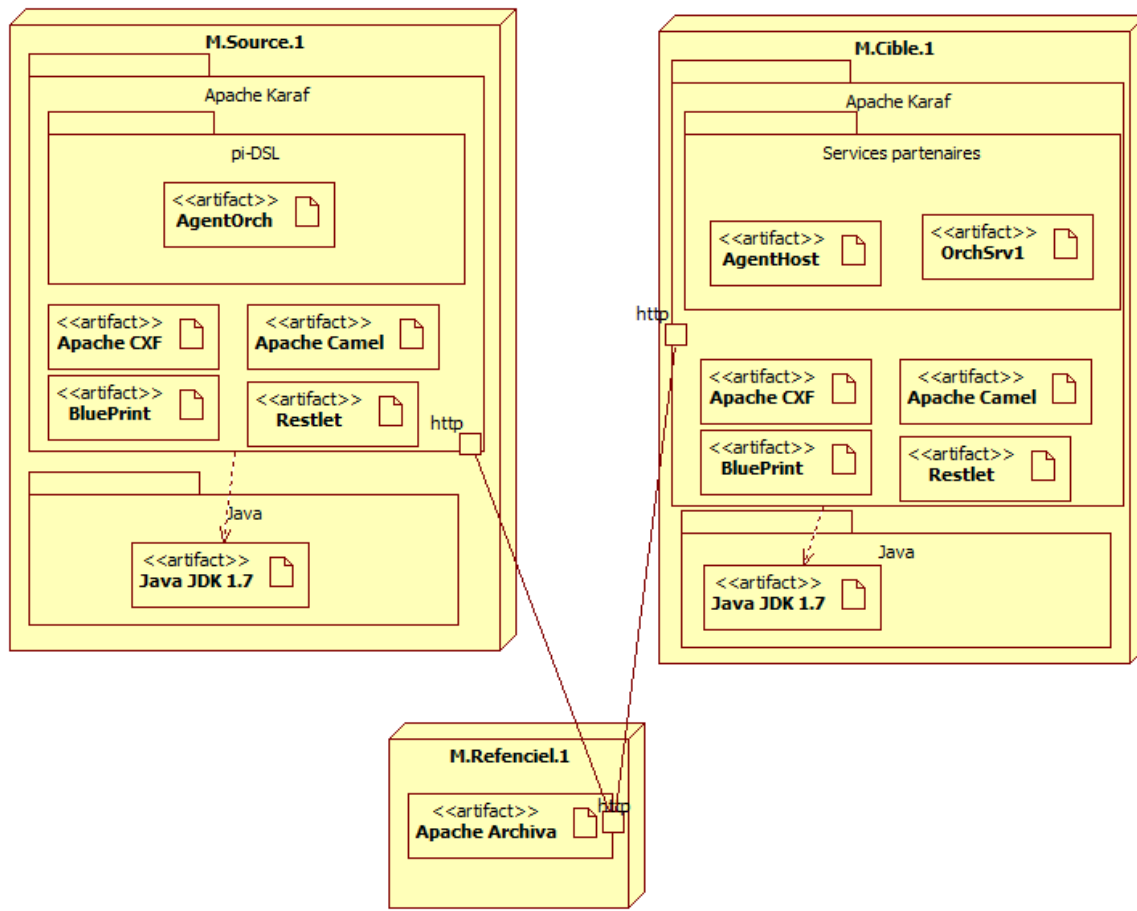 M.Source.1
Apache Karaf
pi-DSL
<<artifact>>
AgentOrch
<<artifact>>
Apache CXF
<<artifact>>
Apache Camel
<<artifact>>
BluePrint
<<artifact>>
Restlet
http
Java
<<artifact>>
Java JDK 1.7
M.Cible.1
Apache Karaf
Services partenaires
<<artifact>>
AgentHost
<<artifact>>
OrchSrv1
http
<<artifact>>
Apache CXF
<<artifact>>
Apache Camel
<<artifact>>
BluePrint
<<artifact>>
Restlet
Java
<<artifact>>
Java JDK 1.7
M.Refenciel.1
<<artifact>>
Apache Archiva
http